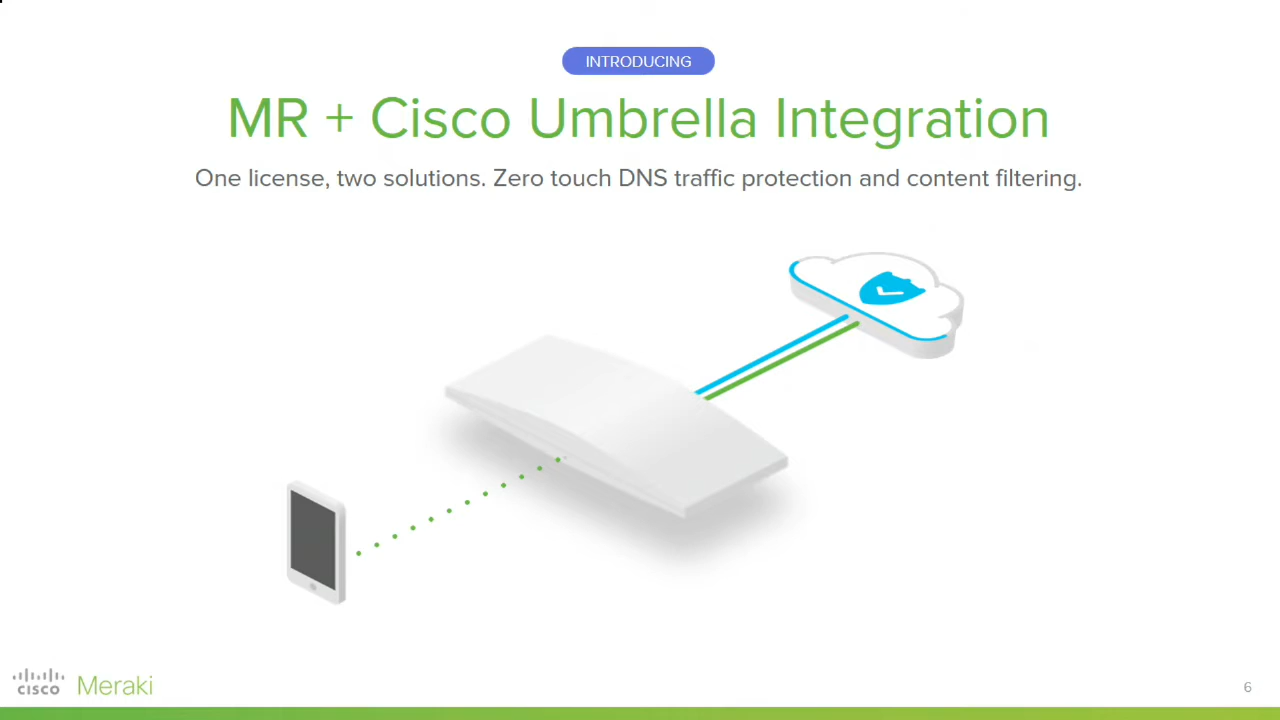 INTRODUCING
MR + Cisco Umbrella Integration
One license, two solutions. Zero touch DNS traffic protection and content filtering.
cisco Meraki
6